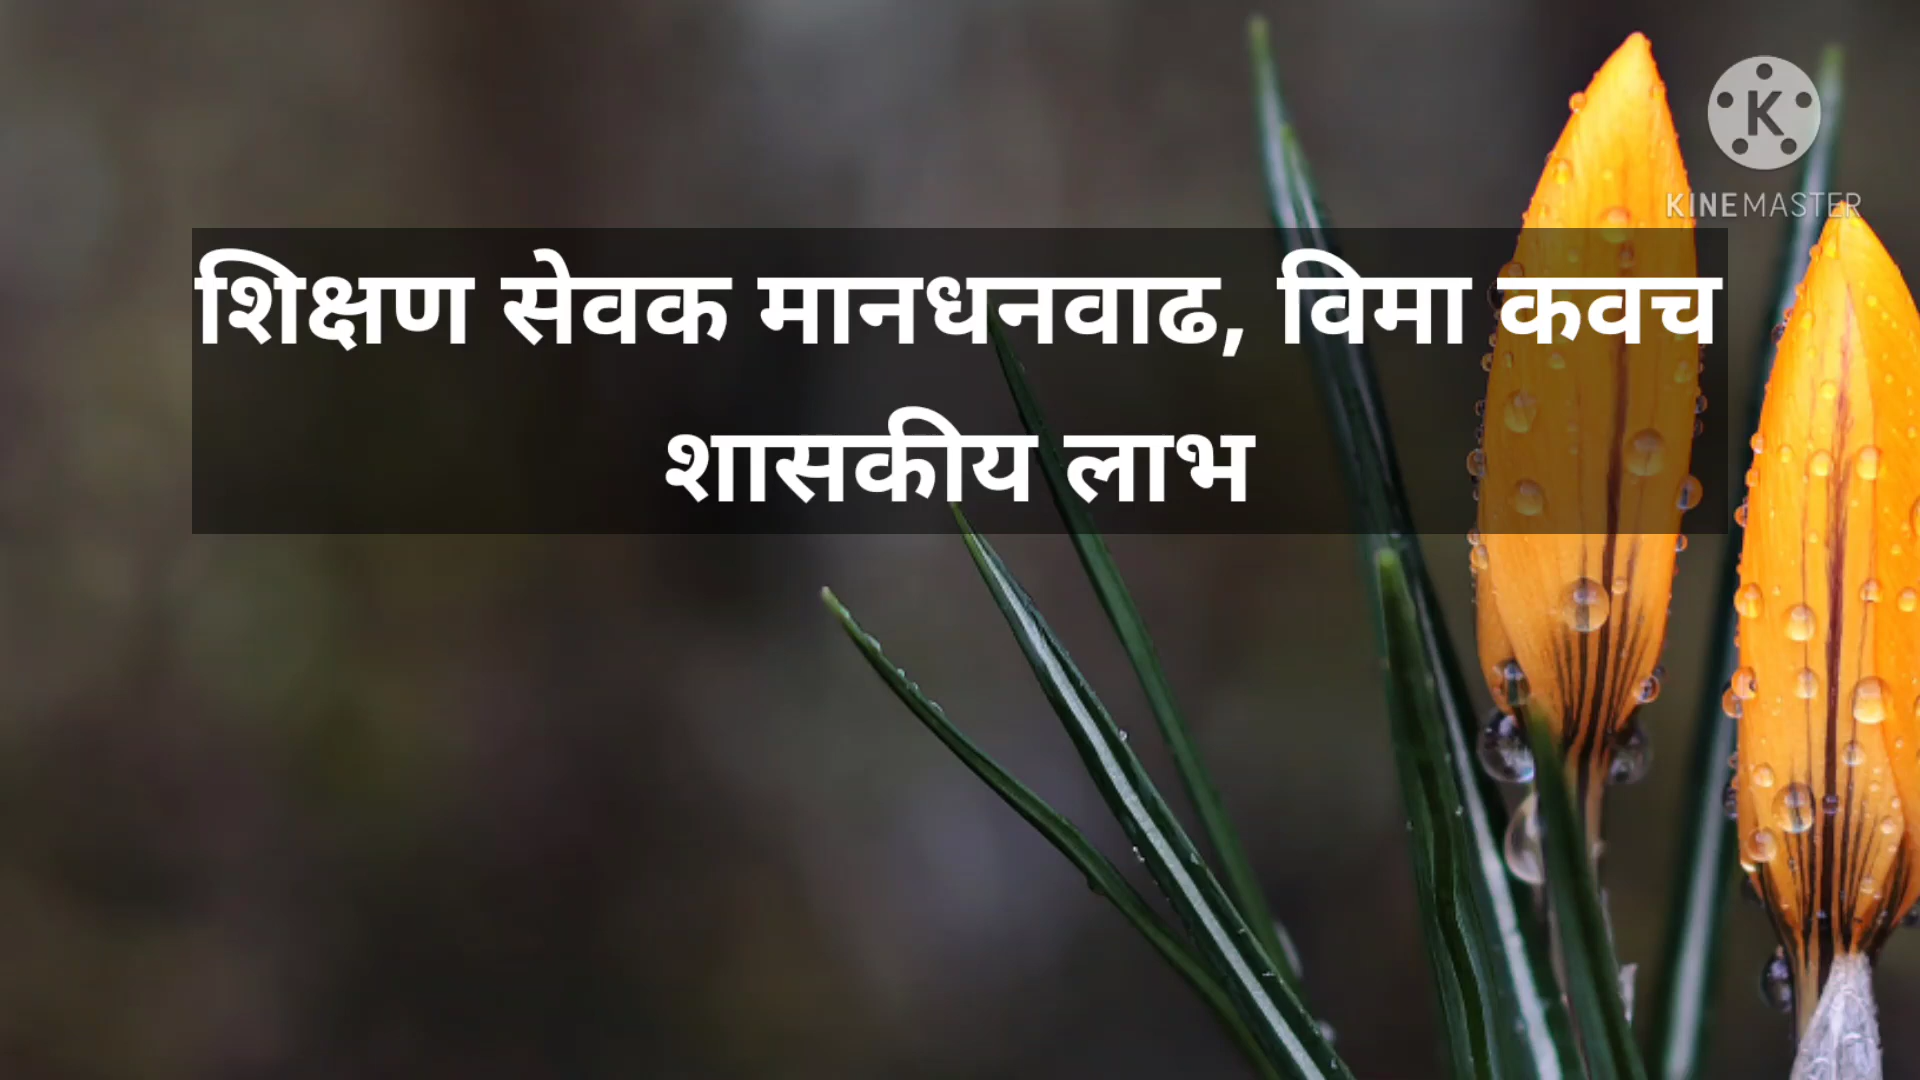 K
KINEMASTER
शिक्षण सेवक मानधनवाढ, विमा कवच
शासकीय लाभ